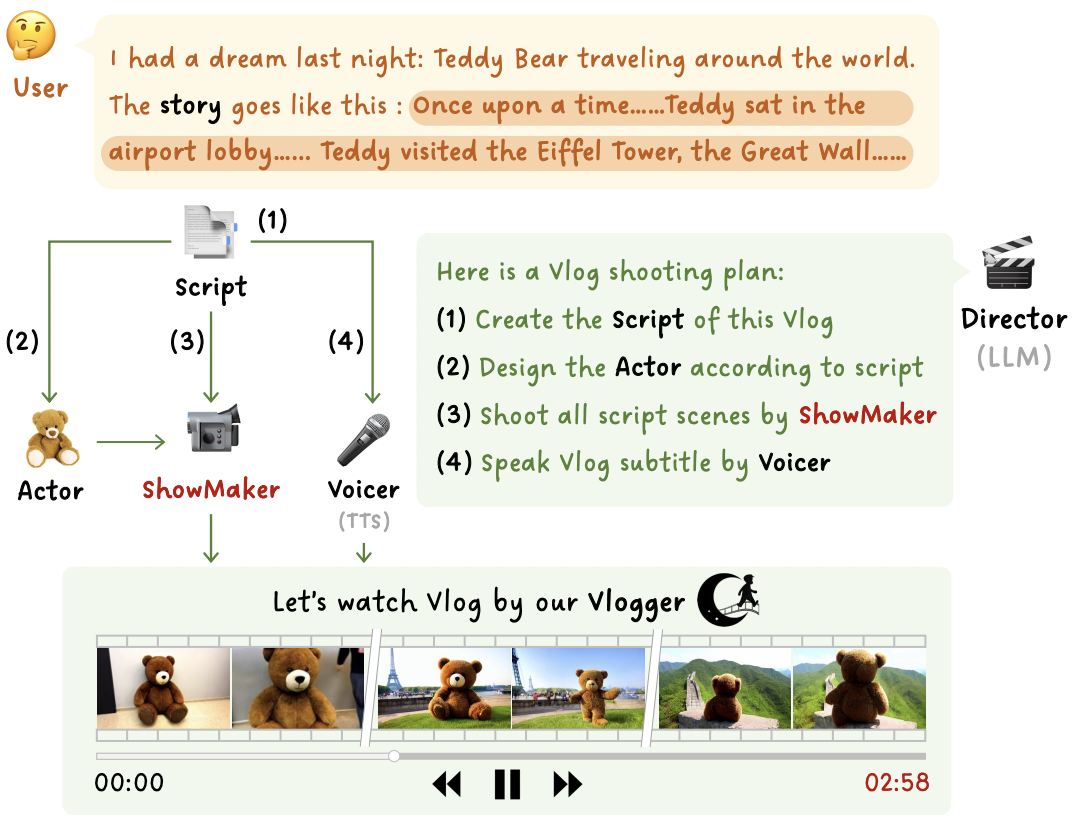 I had a dream last night: Teddy Bear traveling around the world.
User
The story goes like this : Once upon a time......Teddy sat in the
airport lobby...... Teddy visited the Eiffel Tower, the Great Wall......
(1)
Script
(2)
(3)
(4)
Actor
ShowMaker
Voicer
(TTS)
Here is a Vlog shooting plan:
(1) Create the Script of this Vlog
(2) Design the Actor according to script
(3) Shoot all script scenes by ShowMaker
(4) Speak Vlog subtitle by Voicer
Director
(LLM)
Let's watch Vlog by our Vlogger
00:00
02:58